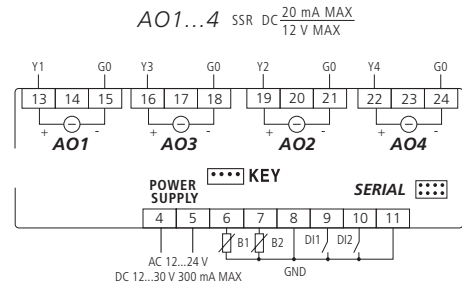 AO1...4 SSR DC 20 mA MAX
12 V MAX
Y1 G0 Y3 G0 Y2 G0 Y4 G0
13 14 15 16 17 18 19 20 21 22 23 24
+ - + - + - + -
AO1 AO3 AO2 AO4
KEY
POWER SUPPLY
SERIAL
4 5 6 7 8 9 10 11
B1 B2 DI1 DI2
AC 12...24 V
DC 12...30 V 300 mA MAX
GND